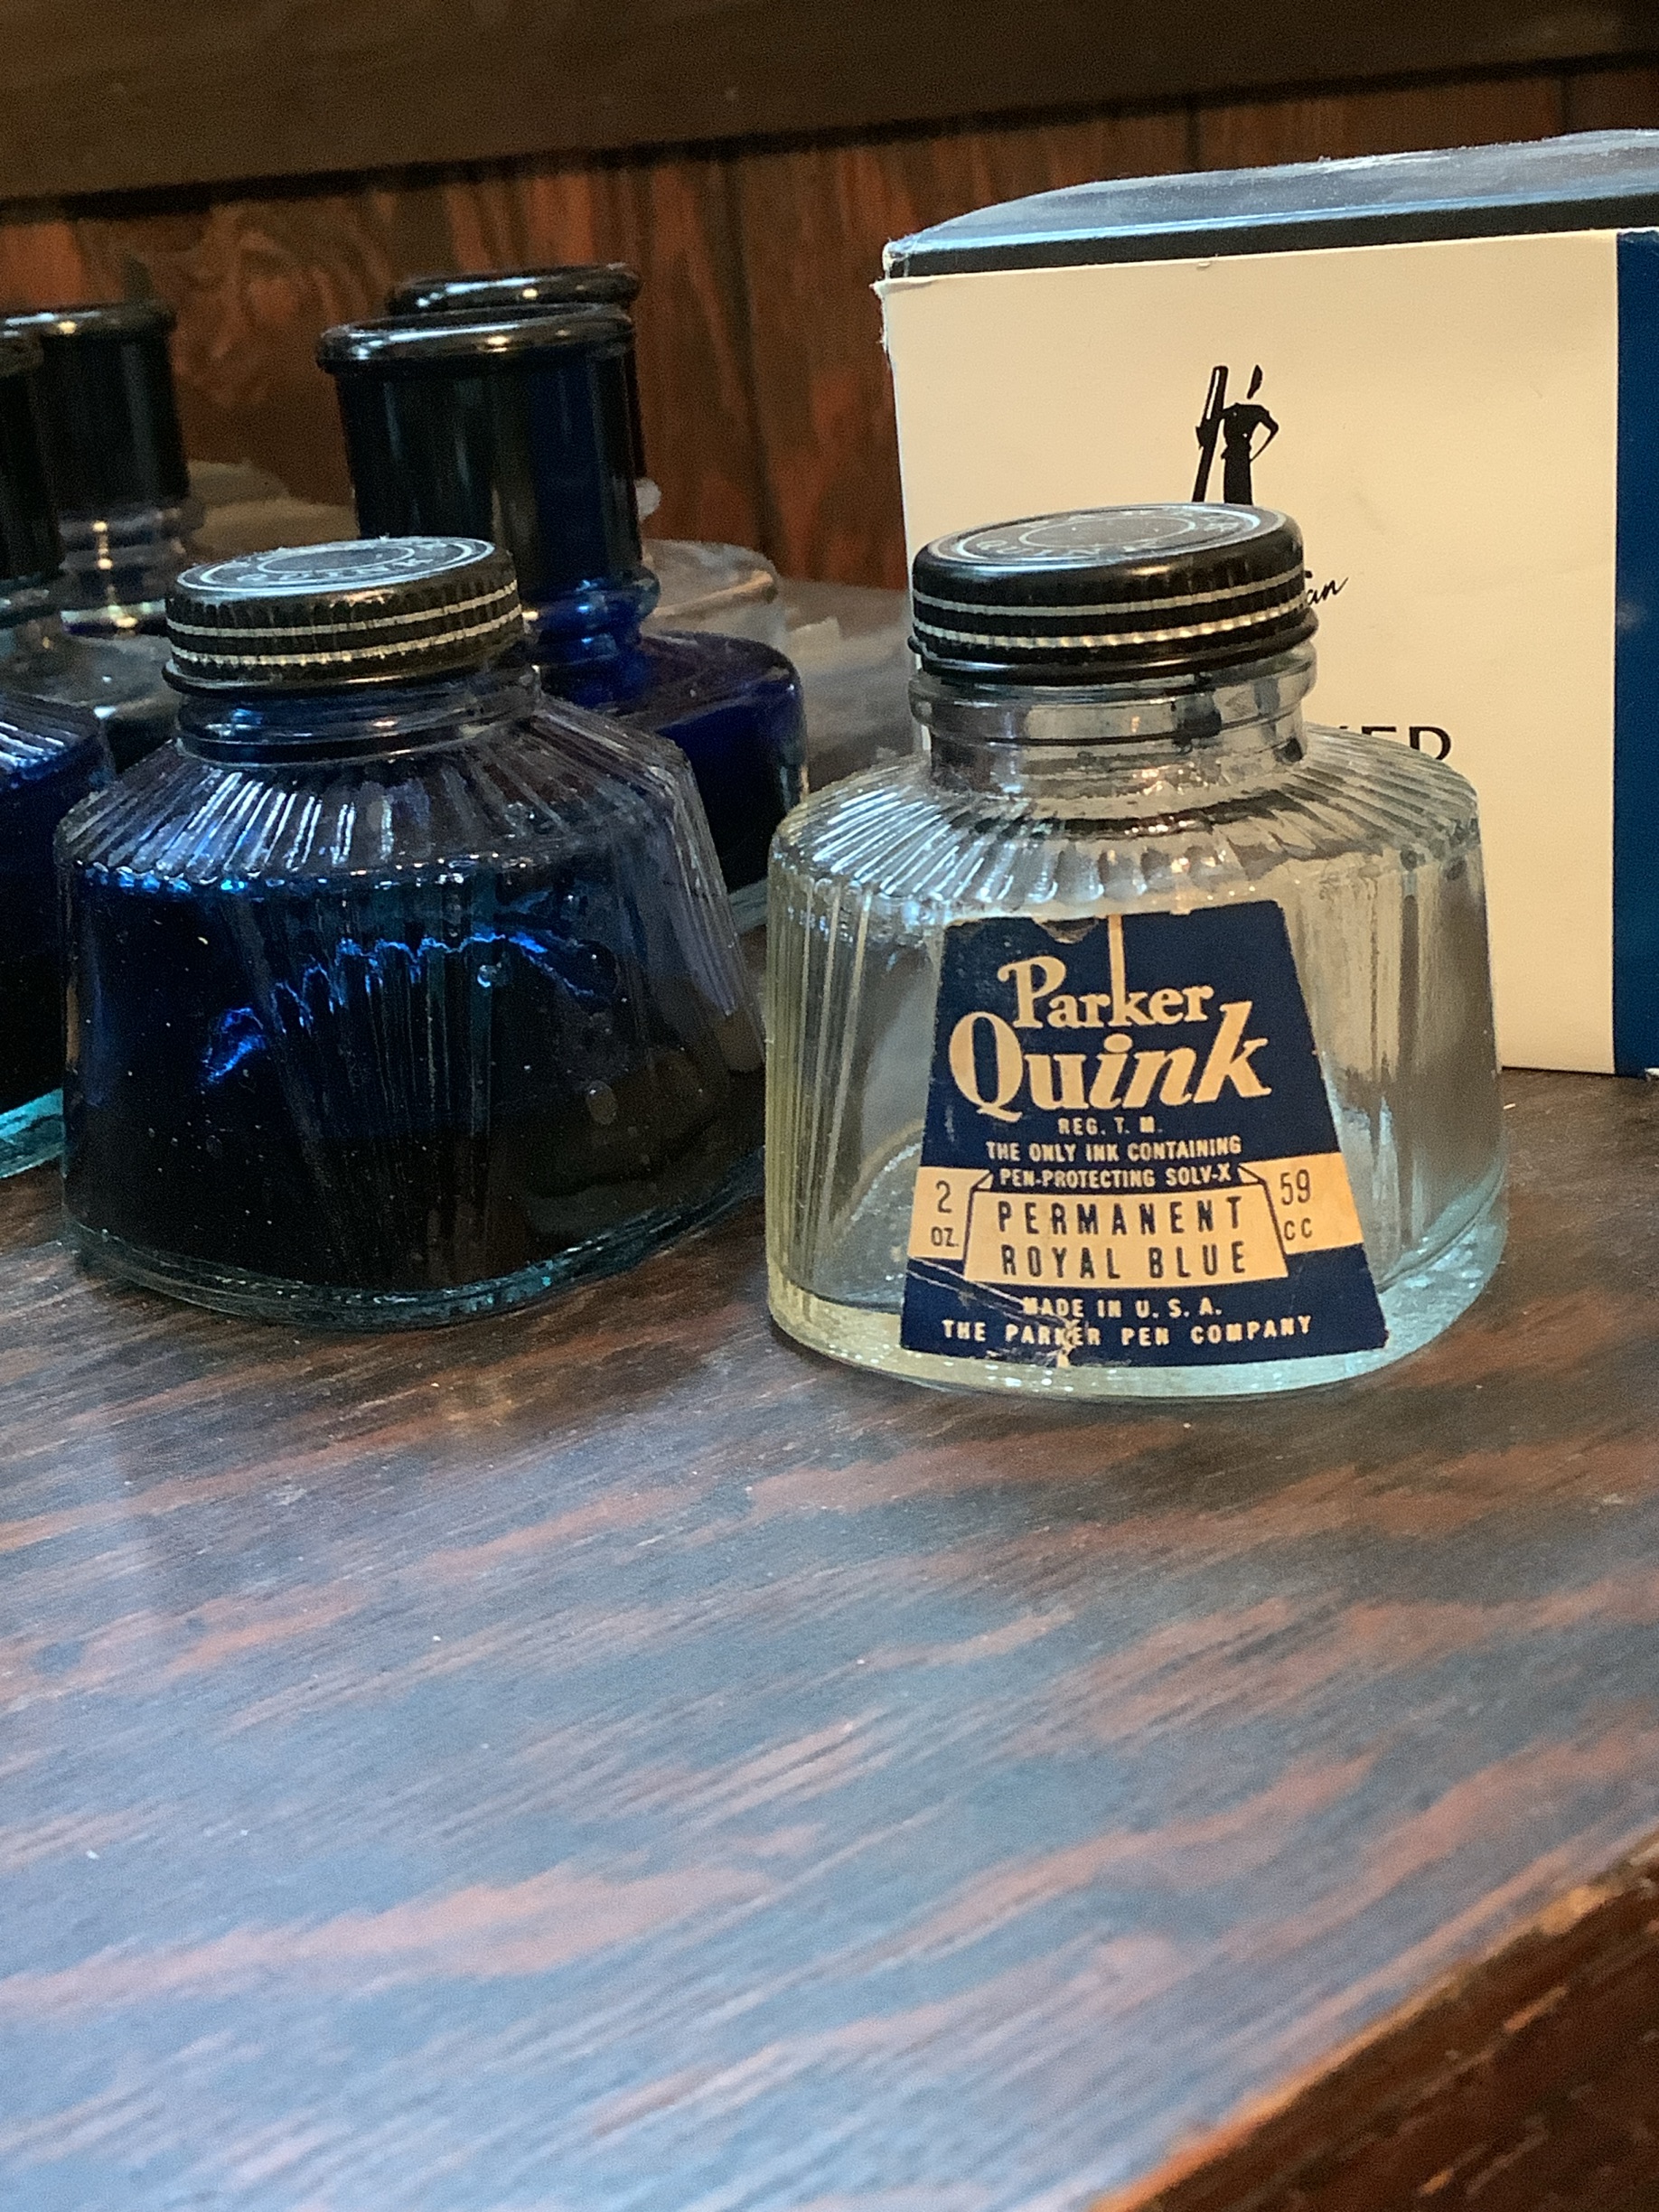 Parker
Quink
REG. T. M.
THE ONLY INK CONTAINING
PEN-PROTECTING SOLV-X
2
OZ.
PERMANENT
ROYAL BLUE
59
CC
MADE IN U. S. A.
THE PARKER PEN COMPANY